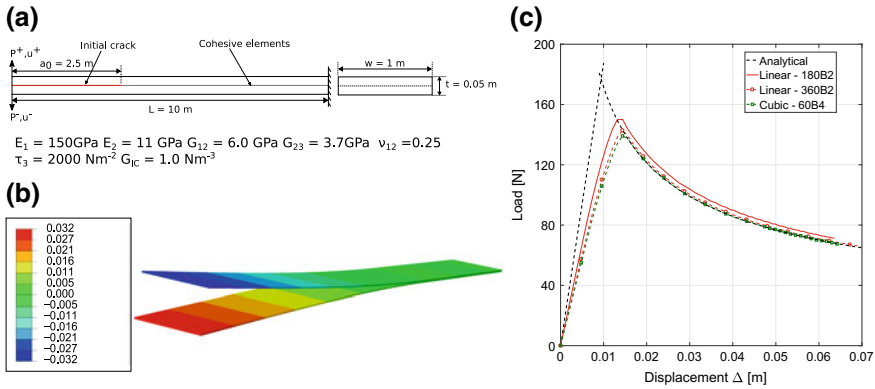 (a)
P⁺,u⁺
Initial crack
Cohesive elements
a₀ = 2.5 m
w = 1 m
t = 0.05 m
P⁻,u⁻
L = 10 m
E₁ = 150GPa E₂ = 11 GPa G₁₂ = 6.0 GPa G₂₃ = 3.7GPa ν₁₂ =0.25
τ₃ = 2000 Nm⁻² G_IC = 1.0 Nm⁻³
(b)
0.032
0.027
0.021
0.016
0.011
0.005
0.000
−0.005
−0.011
−0.016
−0.021
−0.027
−0.032
(c)
Load [N]
200
160
120
80
40
0
Analytical
Linear - 180B2
Linear - 360B2
Cubic - 60B4
0 0.01 0.02 0.03 0.04 0.05 0.06 0.07
Displacement Δ [m]